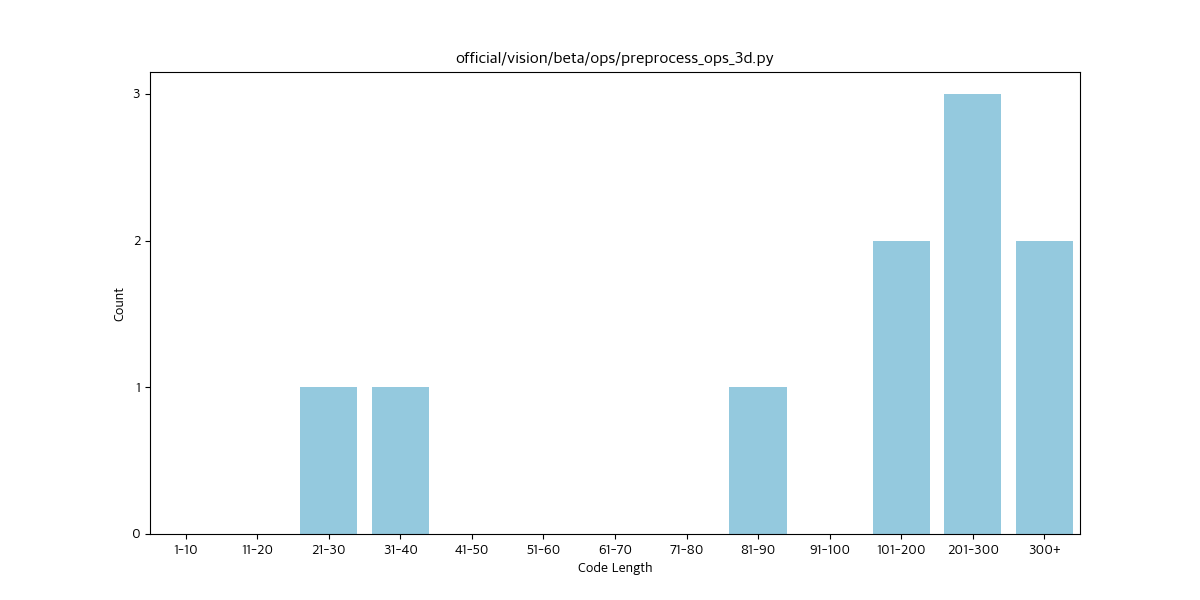 official/vision/beta/ops/preprocess_ops_3d.py
3
2
1
0
Count
1-10 11-20 21-30 31-40 41-50 51-60 61-70 71-80 81-90 91-100 101-200 201-300 300+
Code Length